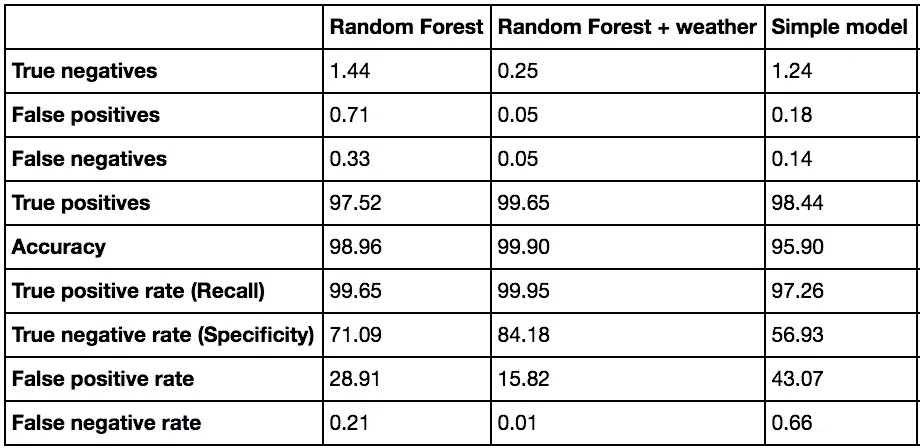 Random Forest Random Forest + weather Simple model
True negatives 1.44 0.25 1.24
False positives 0.71 0.05 0.18
False negatives 0.33 0.05 0.14
True positives 97.52 99.65 98.44
Accuracy 98.96 99.90 95.90
True positive rate (Recall) 99.65 99.95 97.26
True negative rate (Specificity) 71.09 84.18 56.93
False positive rate 28.91 15.82 43.07
False negative rate 0.21 0.01 0.66